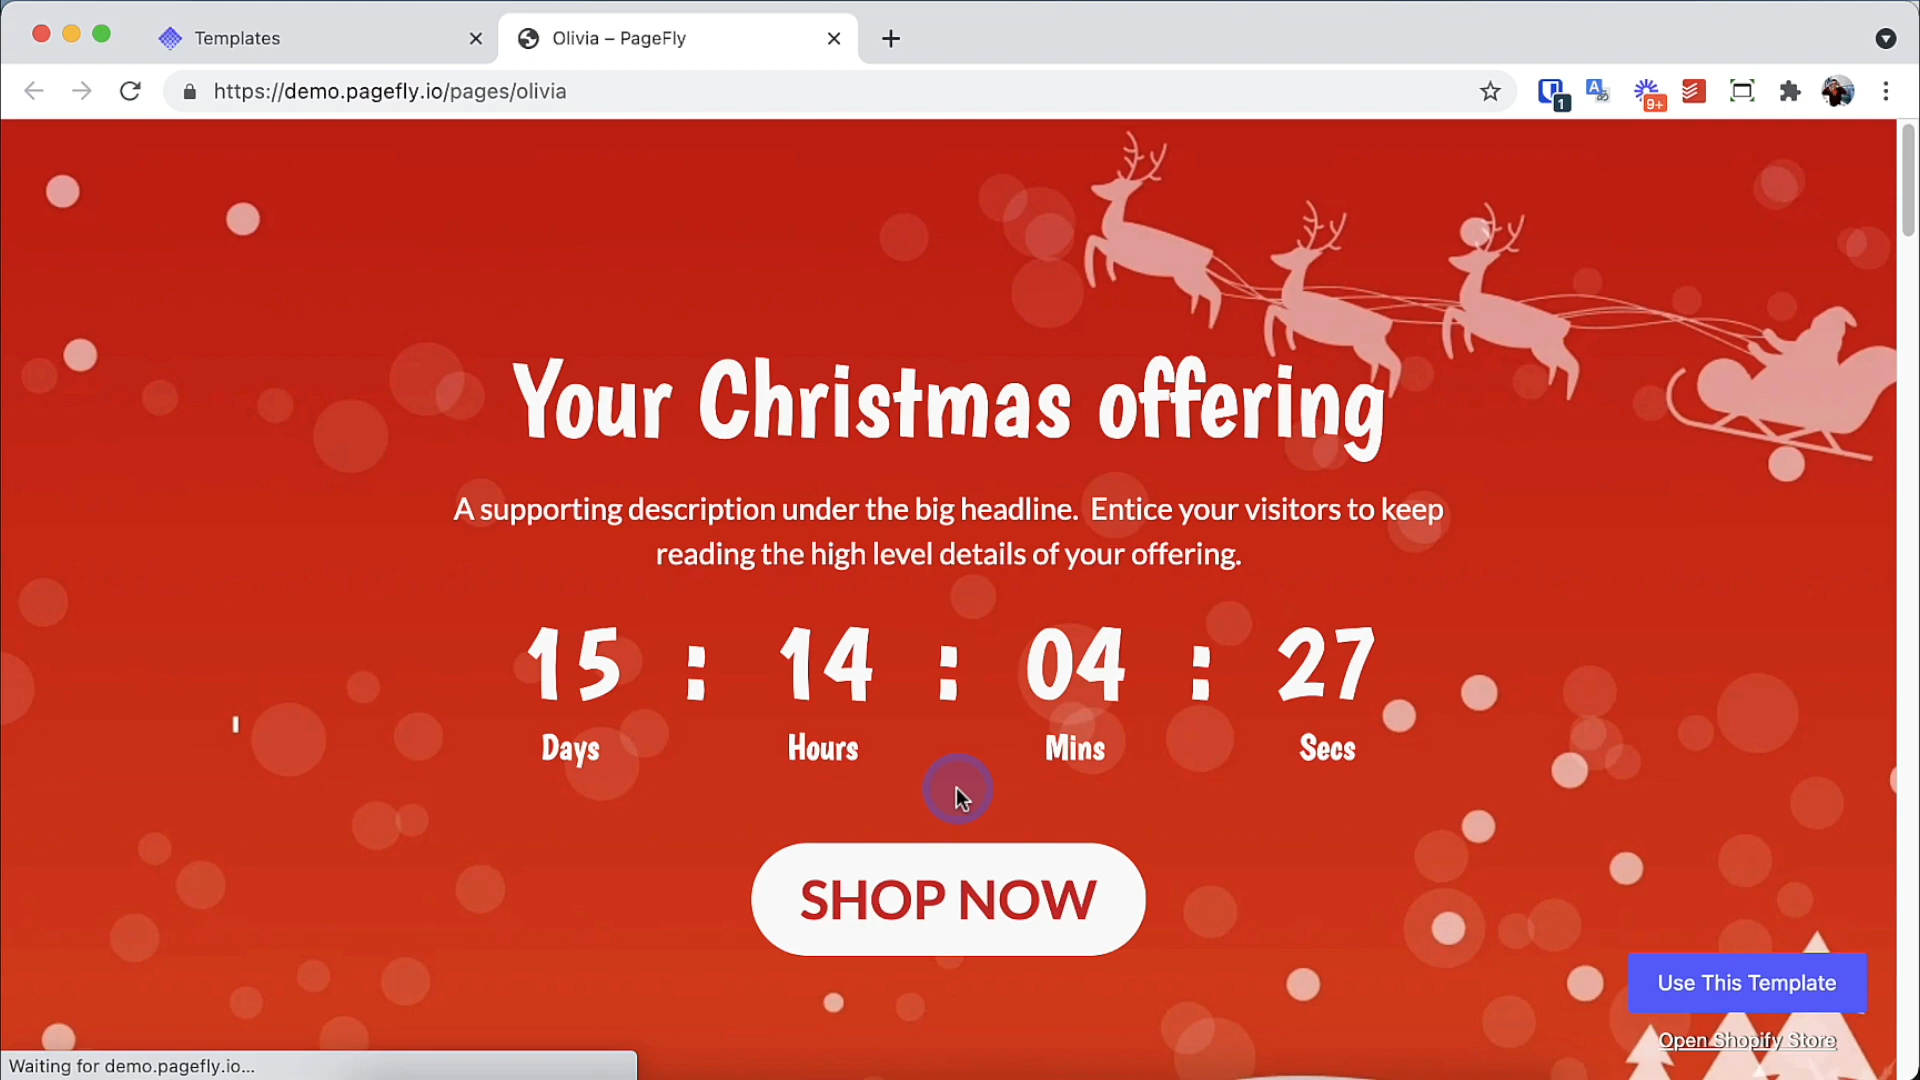 Templates
Olivia – PageFly
https://demo.pagefly.io/pages/olivia
1
9+
Your Christmas offering
A supporting description under the big headline. Entice your visitors to keep
reading the high level details of your offering.
15 : 14 : 04 : 27
Days Hours Mins Secs
SHOP NOW
Use This Template
Open Shopify Store
Waiting for demo.pagefly.io...